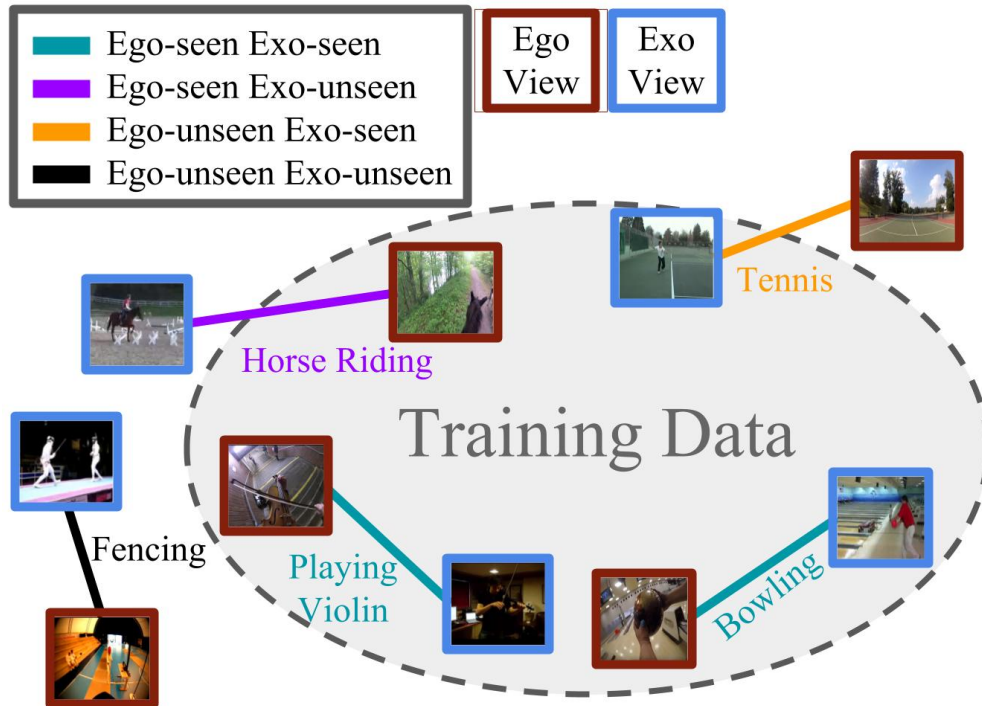 Ego-seen Exo-seen
Ego-seen Exo-unseen
Ego-unseen Exo-seen
Ego-unseen Exo-unseen
Ego
View
Exo
View
Tennis
Horse Riding
Training Data
Fencing
Playing
Violin
Bowling